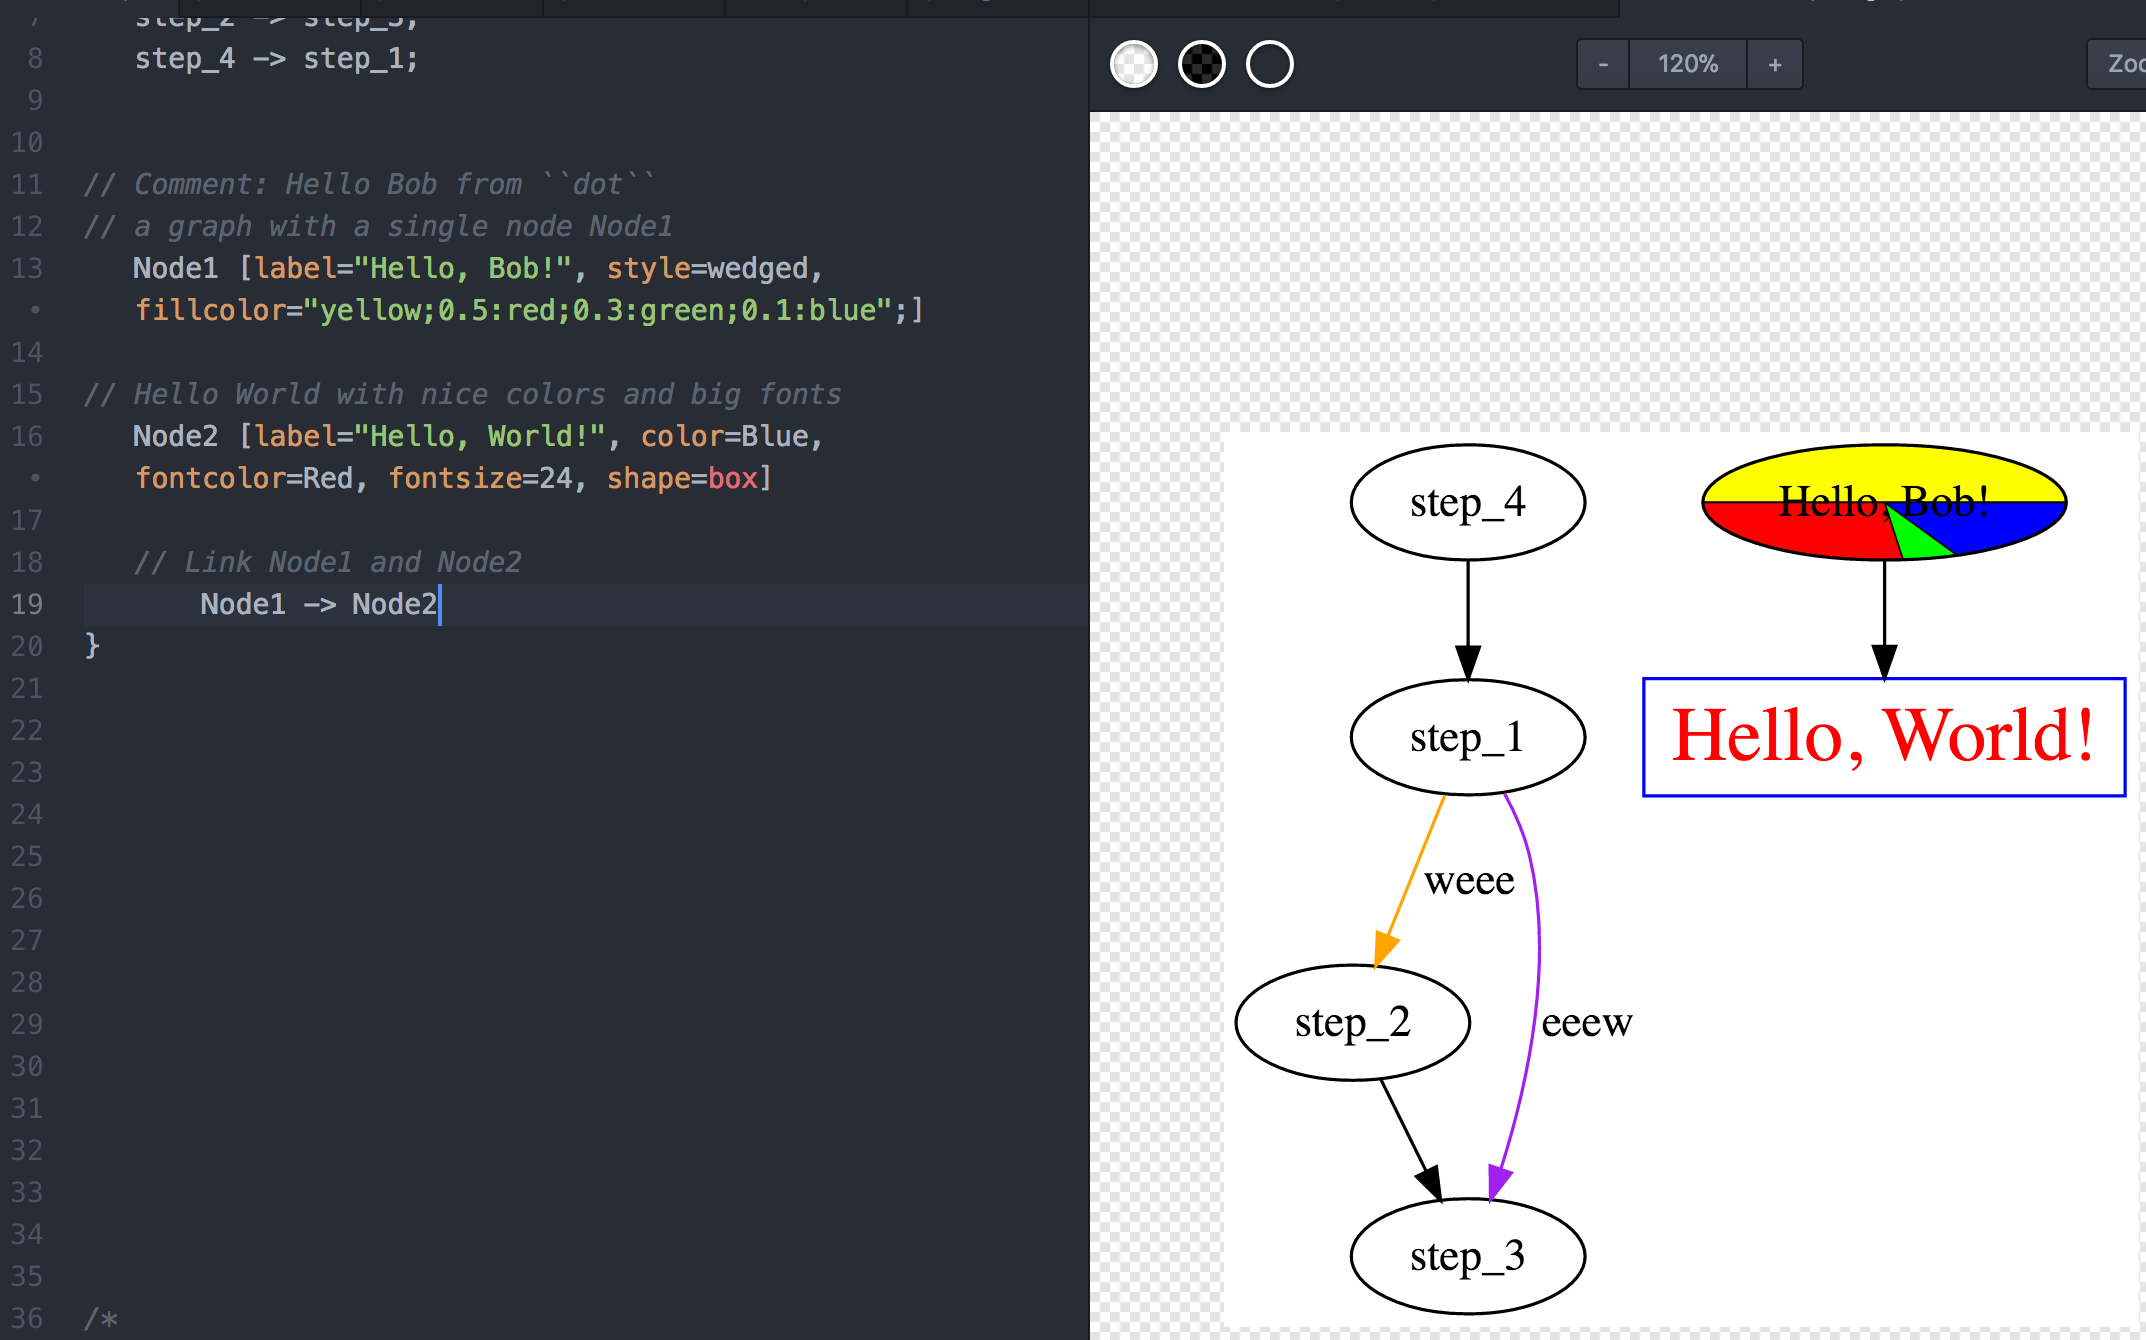 7 step_2 -> step_3;
8 step_4 -> step_1;
9
10
11 // Comment: Hello Bob from ``dot``
12 // a graph with a single node Node1
13 Node1 [label="Hello, Bob!", style=wedged,
• fillcolor="yellow;0.5:red;0.3:green;0.1:blue";]
14
15 // Hello World with nice colors and big fonts
16 Node2 [label="Hello, World!", color=Blue,
• fontcolor=Red, fontsize=24, shape=box]
17
18 // Link Node1 and Node2
19 Node1 -> Node2
20 }
21
22
23
24
25
26
27
28
29
30
31
32
33
34
35
36 /*
- 120% +
step_4
Hello, Bob!
step_1
Hello, World!
weee
step_2
eeew
step_3